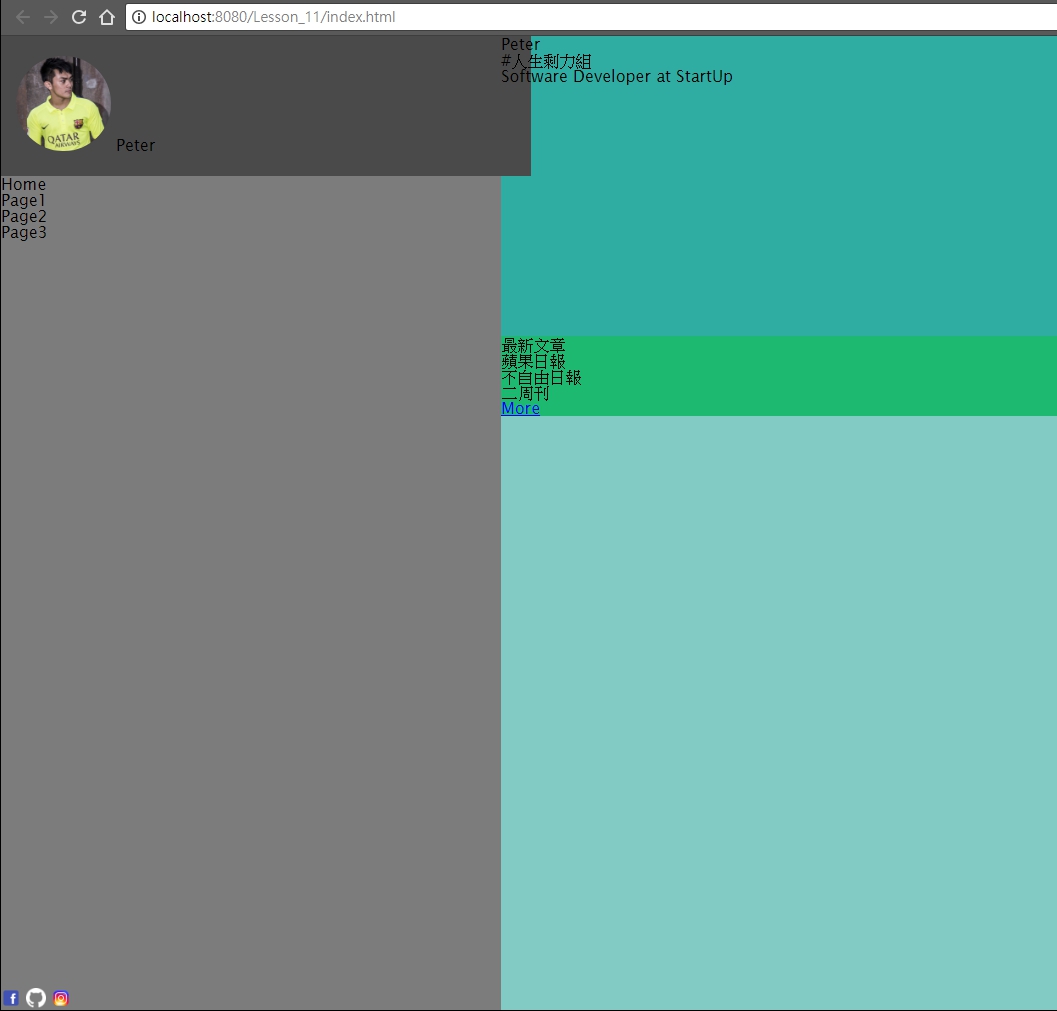 localhost:8080/Lesson_11/index.html
QATAR
AIRWAYS
Peter
Home
Page1
Page2
Page3
Peter
#人生剩力組
Software Developer at StartUp
最新文章
蘋果日報
不自由日報
二周刊
More